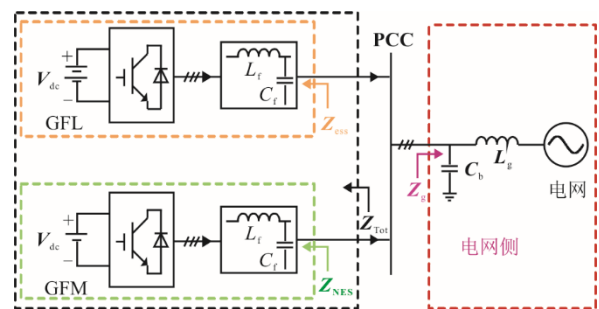 PCC
V_dc
+
−
L_f
C_f
GFL
Z_css
Z_g
C_b
L_g
电网
Z_Tot
V_dc
+
−
L_f
C_f
GFM
Z_NES
电网侧